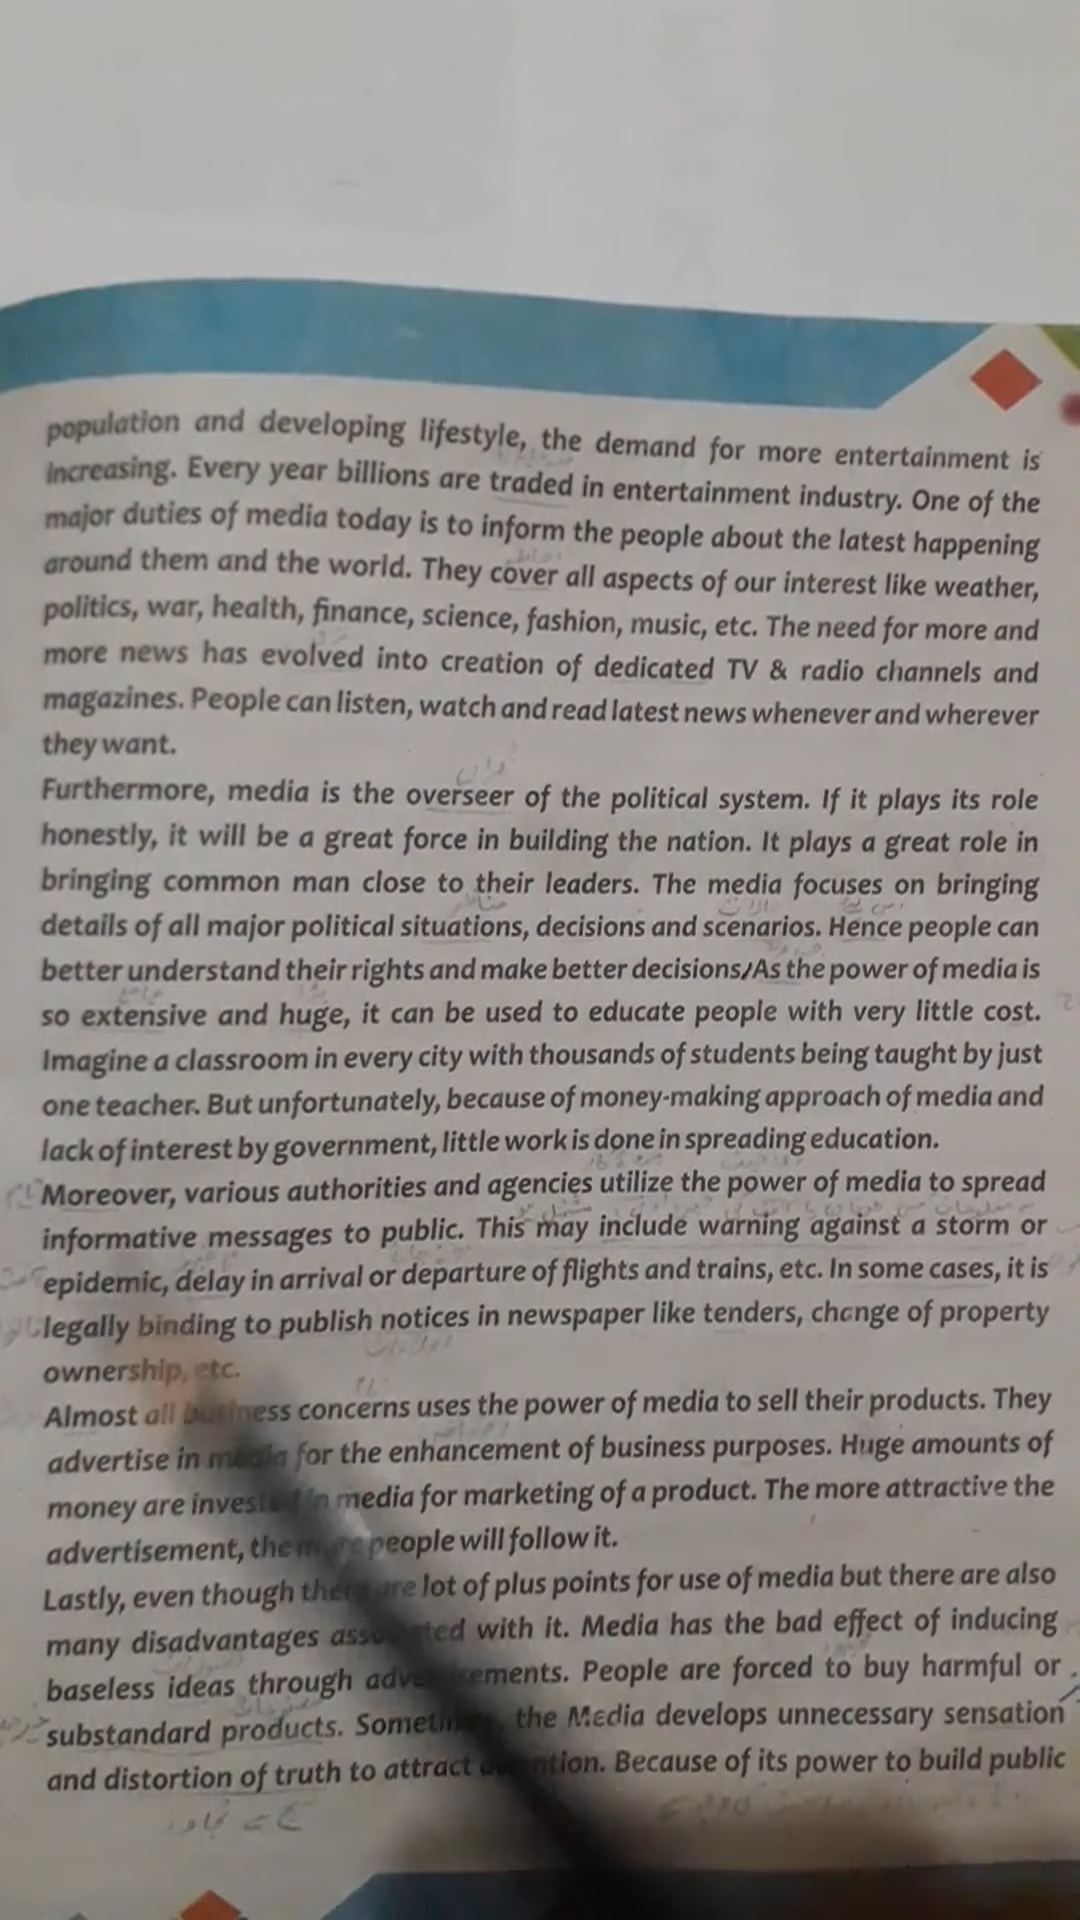 population and developing lifestyle, the demand for more entertainment is
increasing. Every year billions are traded in entertainment industry. One of the
major duties of media today is to inform the people about the latest happening
around them and the world. They cover all aspects of our interest like weather,
politics, war, health, finance, science, fashion, music, etc. The need for more and
more news has evolved into creation of dedicated TV & radio channels and
magazines. People can listen, watch and read latest news whenever and wherever
they want.
Furthermore, media is the overseer of the political system. If it plays its role
honestly, it will be a great force in building the nation. It plays a great role in
bringing common man close to their leaders. The media focuses on bringing
details of all major political situations, decisions and scenarios. Hence people can
better understand their rights and make better decisions/As the power of media is
so extensive and huge, it can be used to educate people with very little cost.
Imagine a classroom in every city with thousands of students being taught by just
one teacher. But unfortunately, because of money-making approach of media and
lack of interest by government, little work is done in spreading education.
Moreover, various authorities and agencies utilize the power of media to spread
informative messages to public. This may include warning against a storm or
epidemic, delay in arrival or departure of flights and trains, etc. In some cases, it is
legally binding to publish notices in newspaper like tenders, change of property
ownership, etc.
Almost all business concerns uses the power of media to sell their products. They
advertise in media for the enhancement of business purposes. Huge amounts of
money are invested in media for marketing of a product. The more attractive the
advertisement, the more people will follow it.
Lastly, even though there are lot of plus points for use of media but there are also
many disadvantages associated with it. Media has the bad effect of inducing
baseless ideas through advertisements. People are forced to buy harmful or
substandard products. Sometimes, the Media develops unnecessary sensation
and distortion of truth to attract attention. Because of its power to build public